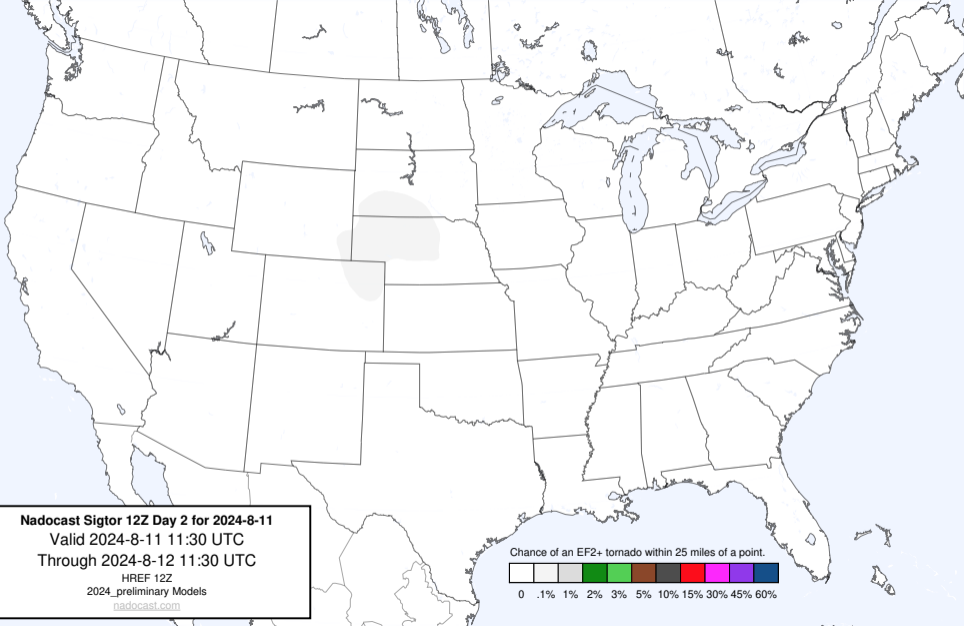 Nadocast Sigtor 12Z Day 2 for 2024-8-11
Valid 2024-8-11 11:30 UTC
Through 2024-8-12 11:30 UTC
HREF 12Z
2024_preliminary Models
nadocast.com
Chance of an EF2+ tornado within 25 miles of a point.
0 .1% 1% 2% 3% 5% 10% 15% 30% 45% 60%